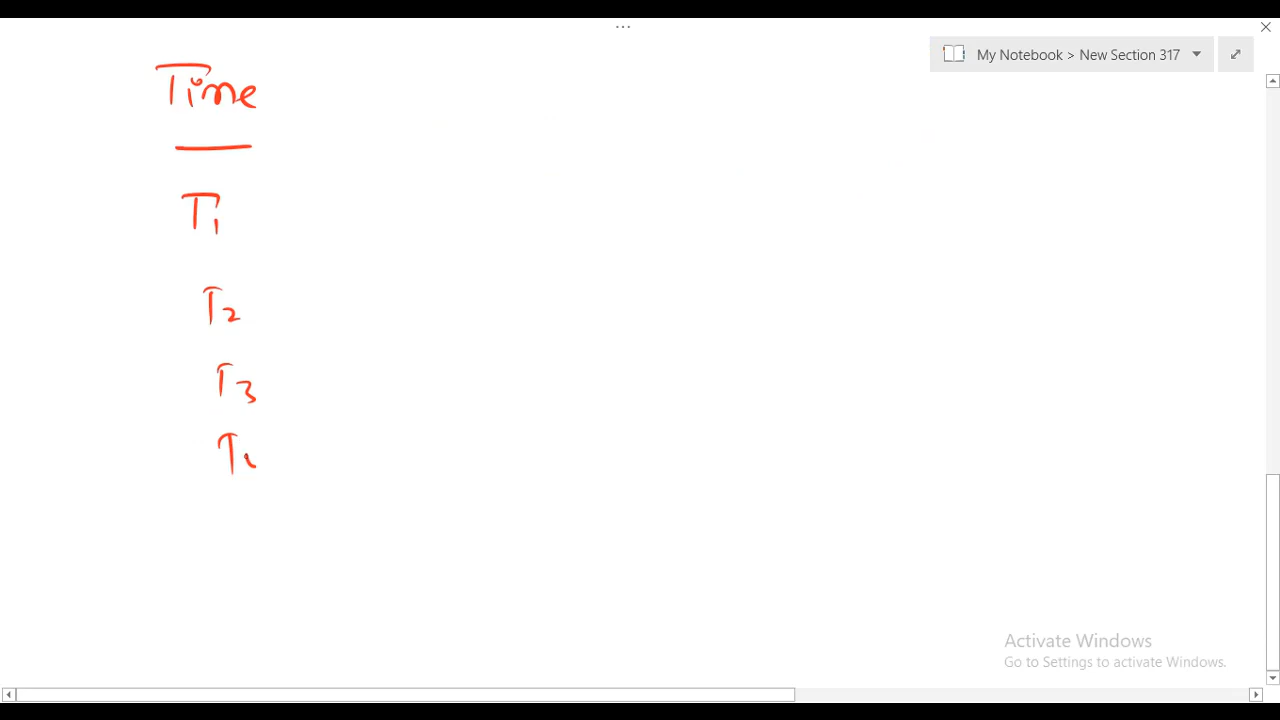 ...
My Notebook > New Section 317
Time
T1
T2
T3
T
Activate Windows
Go to Settings to activate Windows.